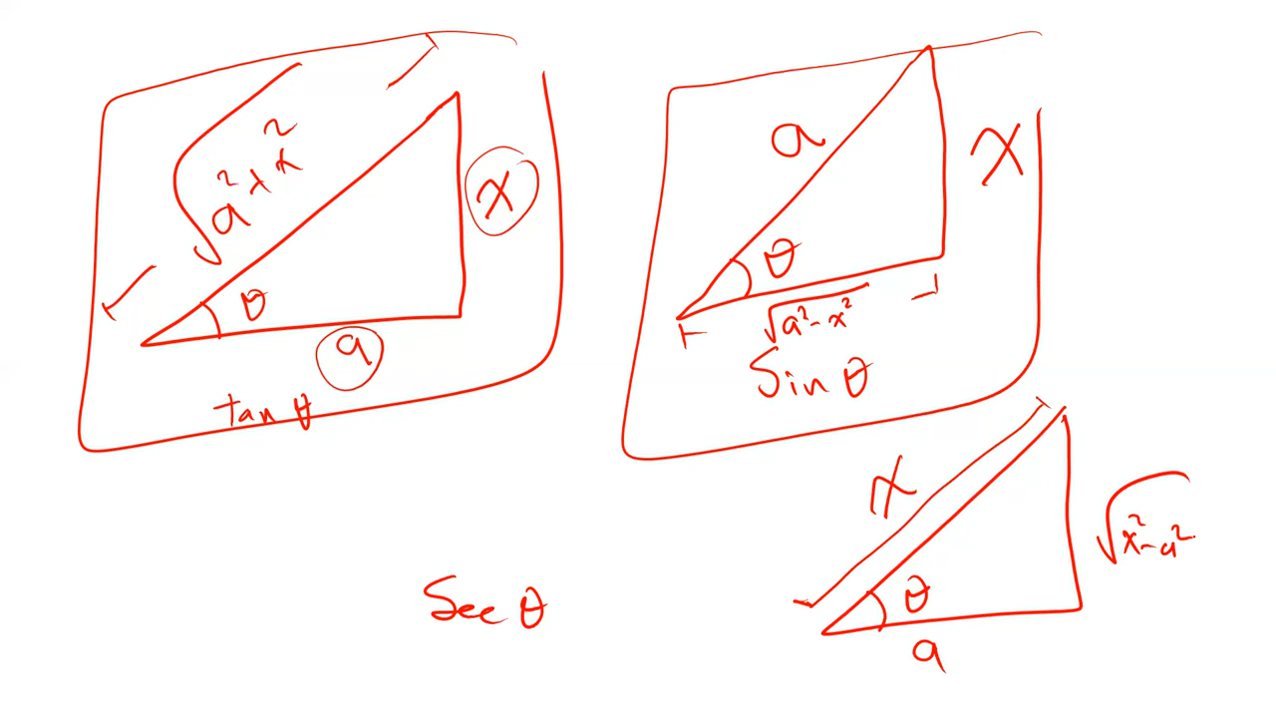 √a²+x²
x
θ
a
tan θ
a
x
θ
√a²-x²
Sin θ
x
√x²-a²
θ
a
Sec θ